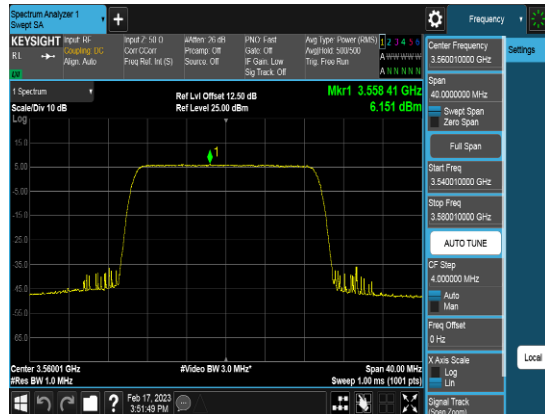 Spectrum Analyzer 1
Swept SA
+
Frequency
KEYSIGHT
RL
Input: RF
Coupling: DC
Align: Auto
Input Z: 50 Ω
Corr CCorr
Freq Ref: Int (S)
#Atten: 26 dB
Preamp: Off
Source: Off
PNO: Fast
Gate: Off
IF Gain: Low
Sig Track: Off
Avg Type: Power (RMS)
Avg|Hold: 500/500
Trig: Free Run
1 2 3 4 5 6
A W W W W W
A N N N N N
1 Spectrum
Scale/Div 10 dB
Log
Ref Lvl Offset 12.50 dB
Ref Level 25.00 dBm
Mkr1 3.558 41 GHz
6.151 dBm
15.0
5.00
-5.00
-15.0
-25.0
-35.0
-45.0
-55.0
-65.0
1
Center 3.56001 GHz
#Res BW 1.0 MHz
#Video BW 3.0 MHz*
Span 40.00 MHz
Sweep 1.00 ms (1001 pts)
Feb 17, 2023
3:51:49 PM
?
Center Frequency
3.560010000 GHz
Settings
Span
40.0000000 MHz
Swept Span
Zero Span
Full Span
Start Freq
3.540010000 GHz
Stop Freq
3.580010000 GHz
AUTO TUNE
CF Step
4.000000 MHz
Auto
Man
Freq Offset
0 Hz
X Axis Scale
Log
Lin
Local
Signal Track
(Span Zoom)